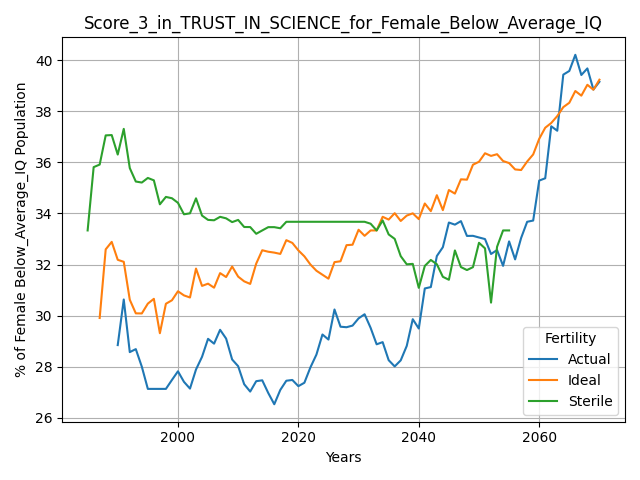 Score_3_in_TRUST_IN_SCIENCE_for_Female_Below_Average_IQ
% of Female Below_Average_IQ Population
40
38
36
34
32
30
28
26
2000
2020
2040
2060
Years
Fertility
Actual
Ideal
Sterile